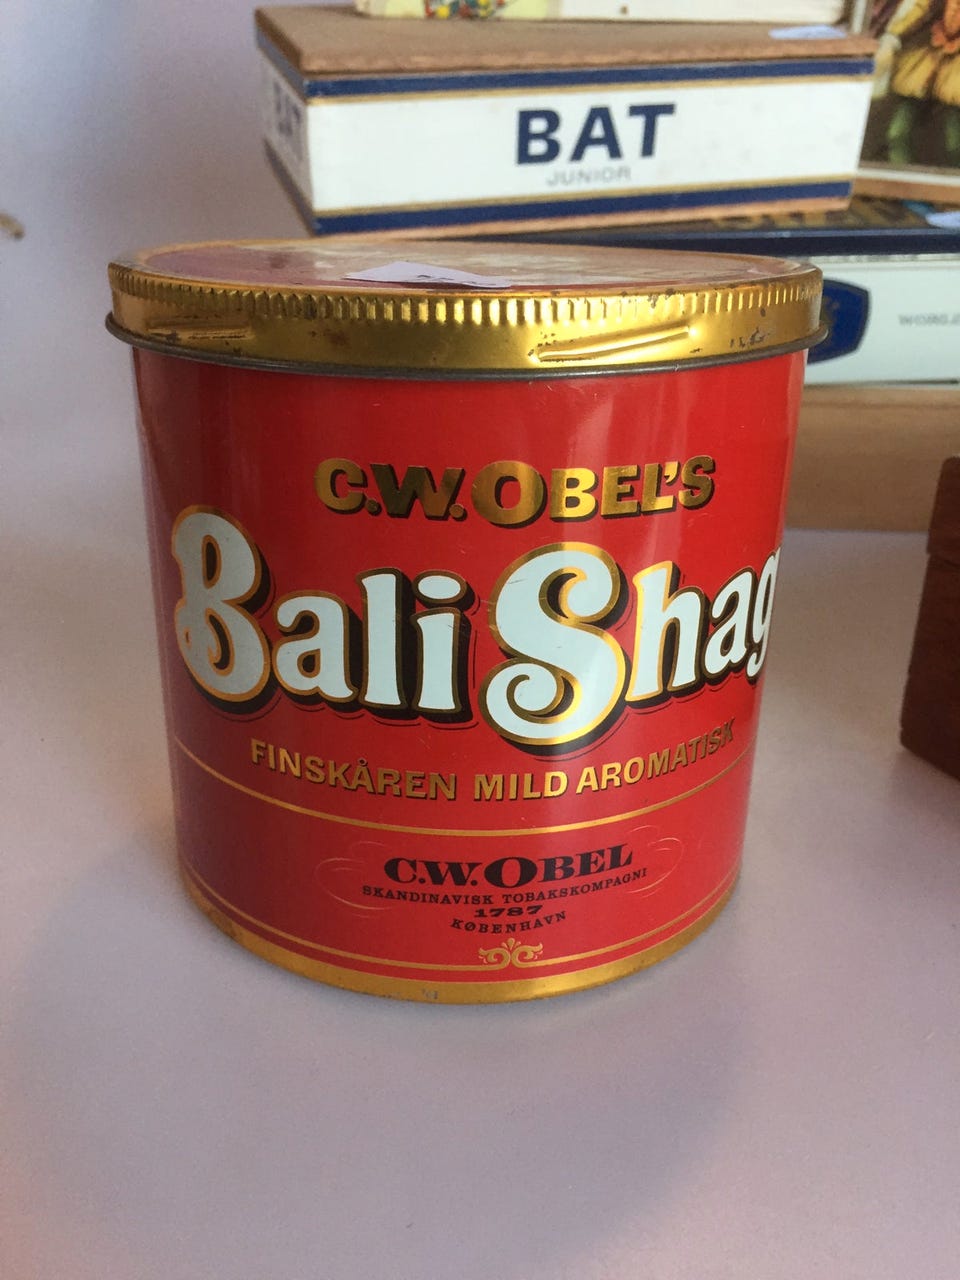 BAT
JUNIOR
C.W. OBEL'S
Bali Shag
FINSKÅREN MILD AROMATISK
C.W. OBEL
SKANDINAVISK TOBAKSKOMPAGNI
1787
KØBENHAVN